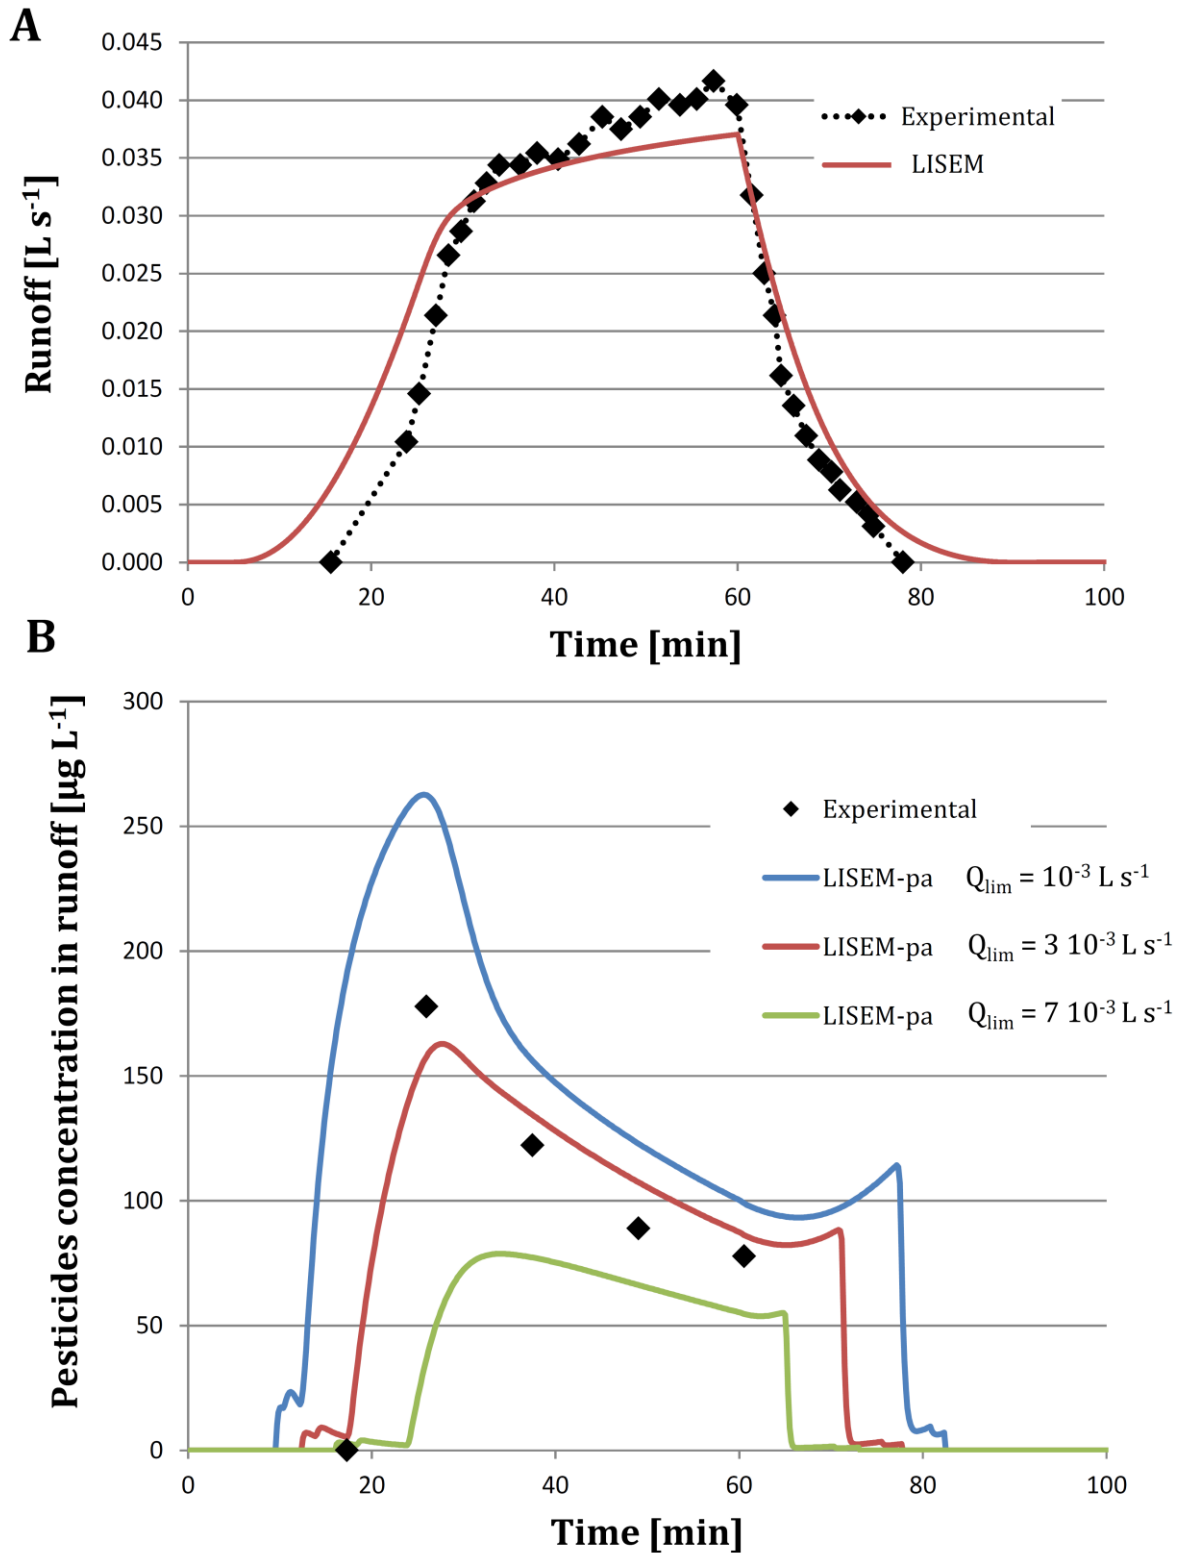 A
0.045
0.040
0.035
0.030
0.025
0.020
0.015
0.010
0.005
0.000
Runoff [L s-1]
Experimental
LISEM
0 20 40 60 80 100
Time [min]
B
300
250
200
150
100
50
0
Pesticides concentration in runoff [µg L-1]
Experimental
LISEM-pa Qlim = 10-3 L s-1
LISEM-pa Qlim = 3 10-3 L s-1
LISEM-pa Qlim = 7 10-3 L s-1
0 20 40 60 80 100
Time [min]